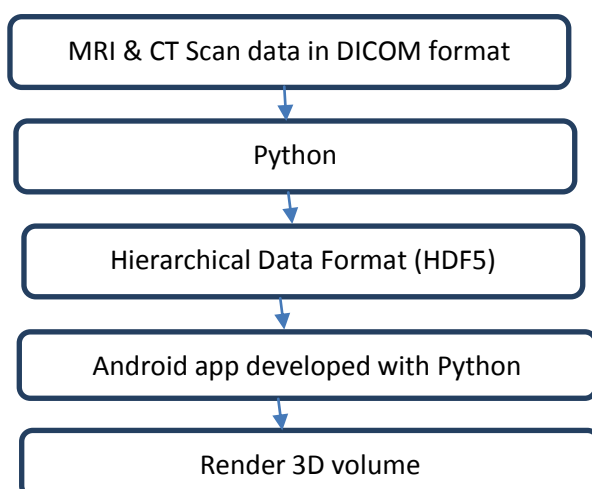 MRI & CT Scan data in DICOM format
Python
Hierarchical Data Format (HDF5)
Android app developed with Python
Render 3D volume